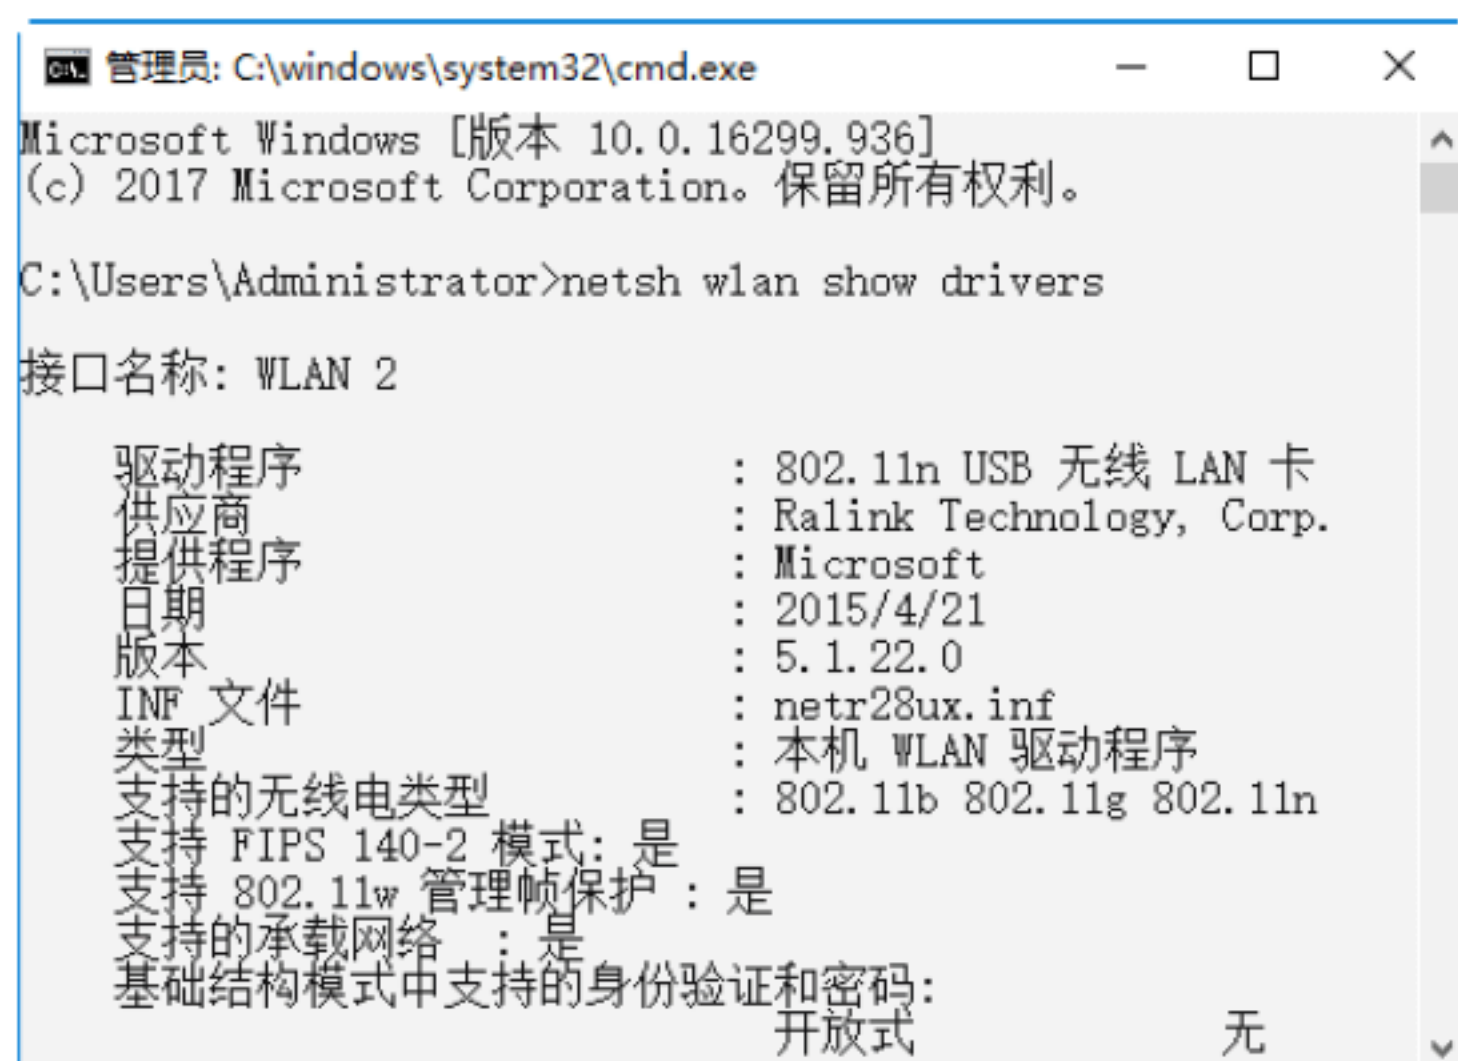 管理员: C:\windows\system32\cmd.exe
Microsoft Windows [版本 10.0.16299.936]
(c) 2017 Microsoft Corporation。保留所有权利。
C:\Users\Administrator>netsh wlan show drivers
接口名称: WLAN 2
驱动程序 : 802.11n USB 无线 LAN 卡
供应商 : Ralink Technology, Corp.
提供程序 : Microsoft
日期 : 2015/4/21
版本 : 5.1.22.0
INF 文件 : netr28ux.inf
类型 : 本机 WLAN 驱动程序
支持的无线电类型 : 802.11b 802.11g 802.11n
支持 FIPS 140-2 模式: 是
支持 802.11w 管理帧保护 : 是
支持的承载网络 : 是
基础结构模式中支持的身份验证和密码:
开放式 无